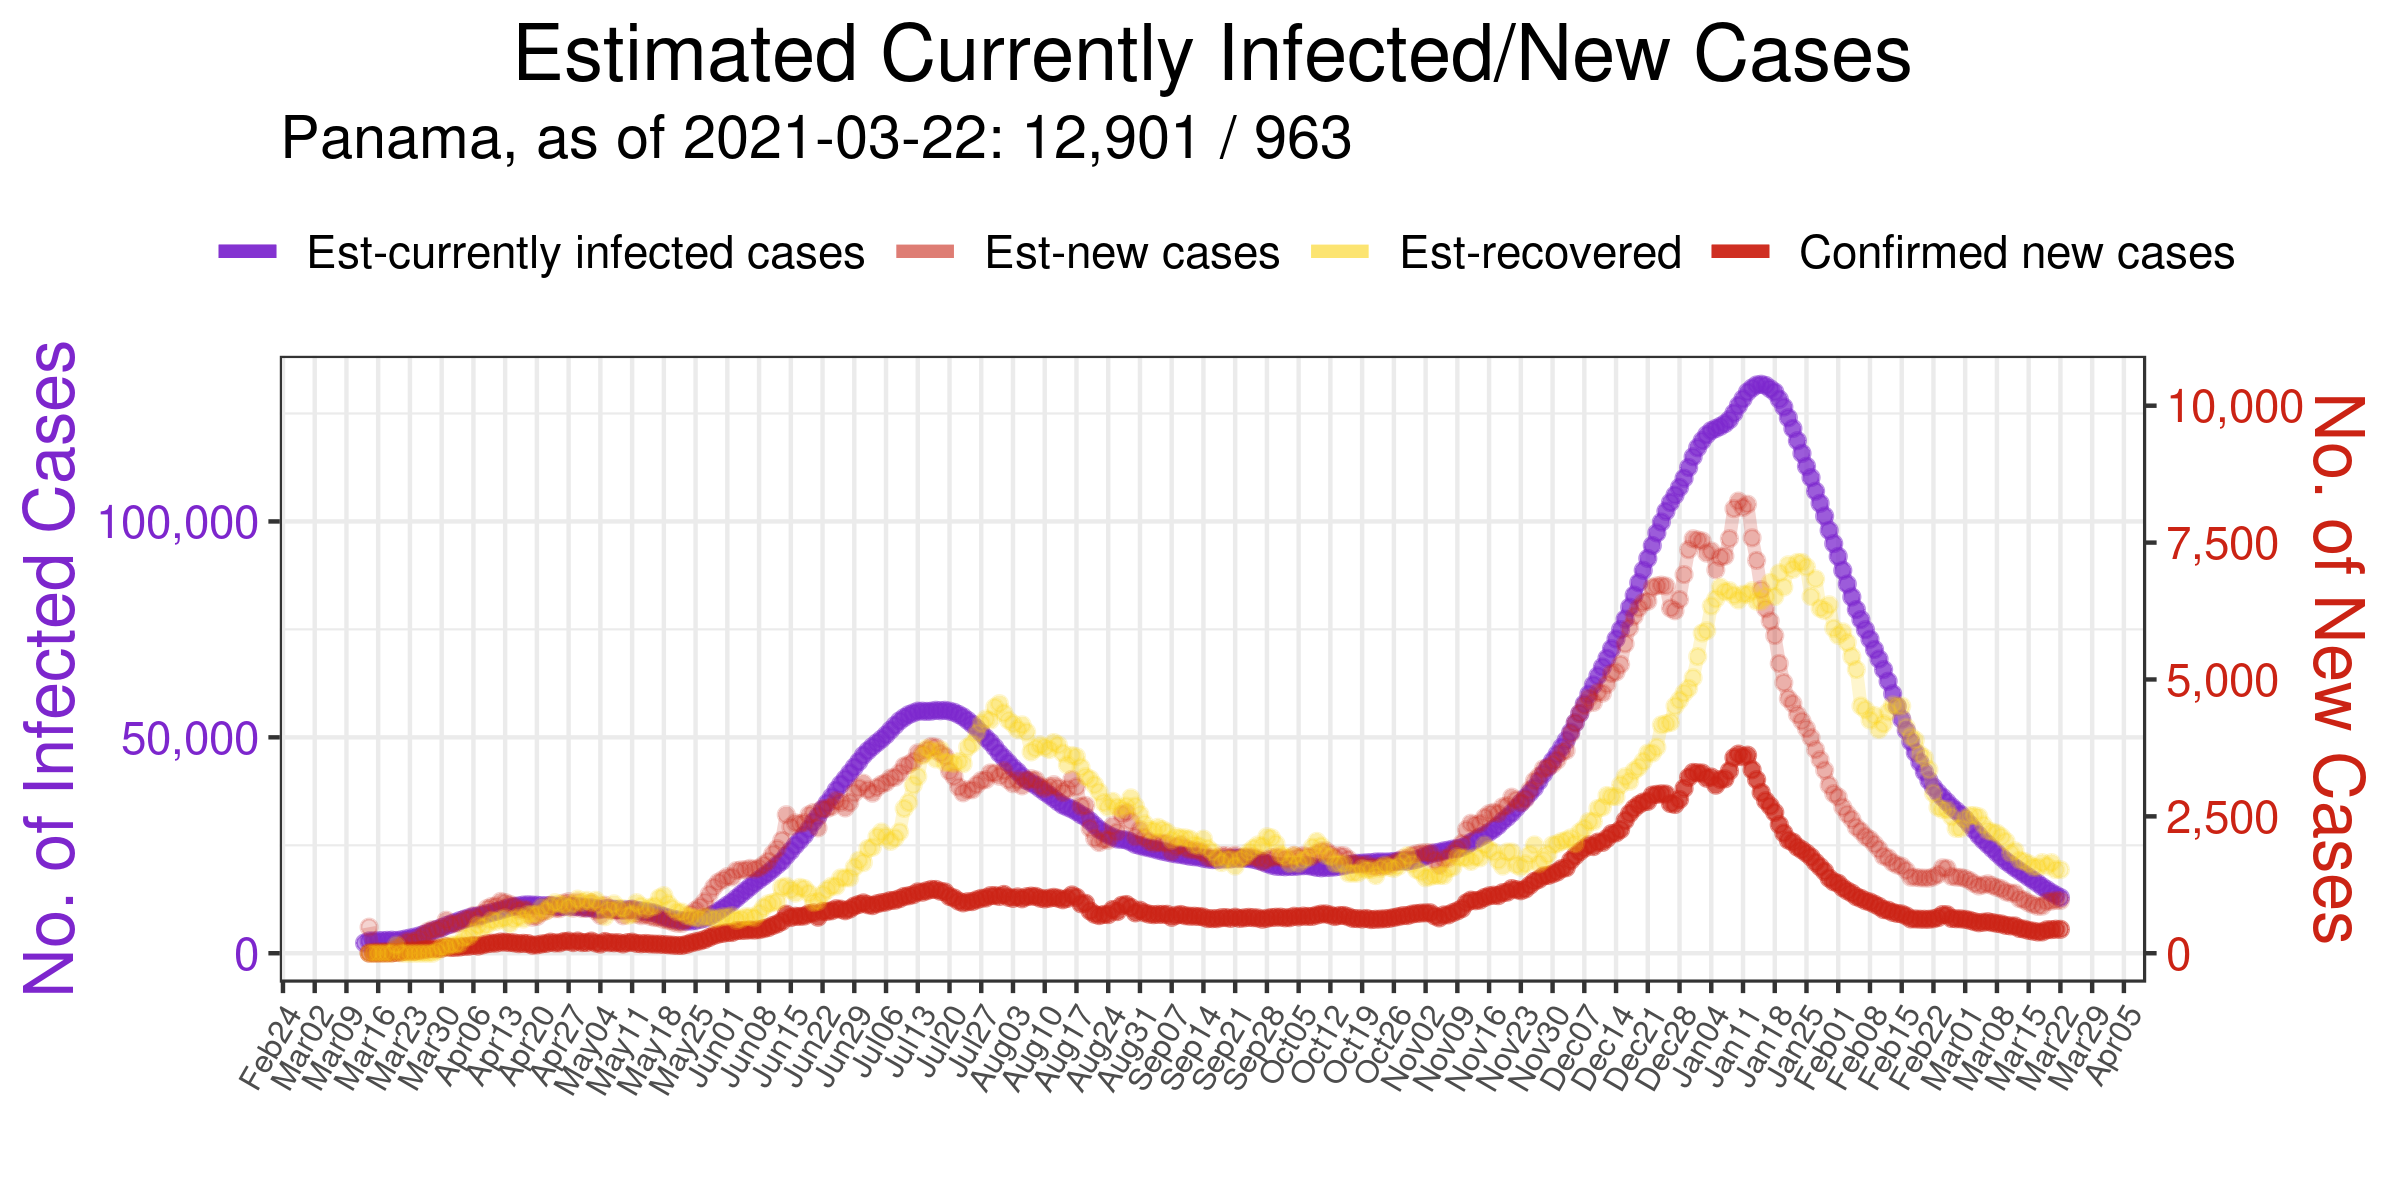 Estimated Currently Infected/New Cases
Panama, as of 2021-03-22: 12,901 / 963
Est-currently infected cases Est-new cases Est-recovered Confirmed new cases
No. of Infected Cases
100,000
50,000
0
10,000
7,500
5,000
2,500
0
No. of New Cases
Feb24 Mar02 Mar09 Mar16 Mar23 Mar30 Apr06 Apr13 Apr20 Apr27 May04 May11 May18 May25 Jun01 Jun08 Jun15 Jun22 Jun29 Jul06 Jul13 Jul20 Jul27 Aug03 Aug10 Aug17 Aug24 Aug31 Sep07 Sep14 Sep21 Sep28 Oct05 Oct12 Oct19 Oct26 Nov02 Nov09 Nov16 Nov23 Nov30 Dec07 Dec14 Dec21 Dec28 Jan04 Jan11 Jan18 Jan25 Feb01 Feb08 Feb15 Feb22 Mar01 Mar08 Mar15 Mar22 Mar29 Apr05